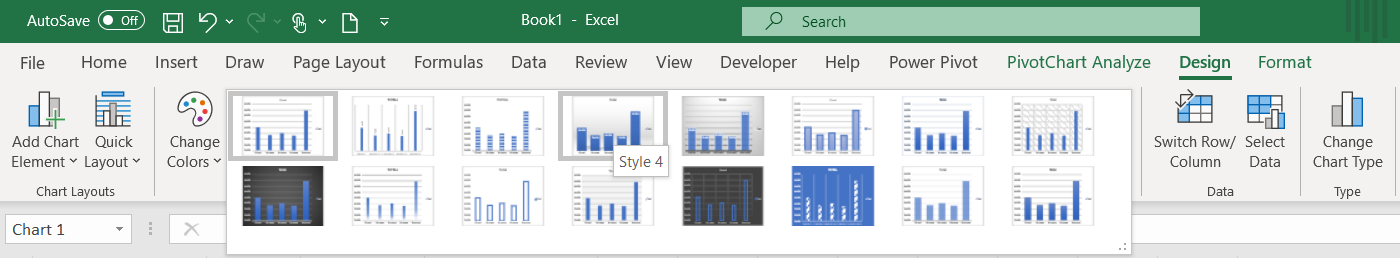 AutoSave Off Book1 - Excel Search
File Home Insert Draw Page Layout Formulas Data Review View Developer Help Power Pivot PivotChart Analyze Design Format
Add Chart Element
Quick Layout
Chart Layouts
Change Colors
Style 4
Switch Row/
Column
Select
Data
Data
Change
Chart Type
Type
Chart 1